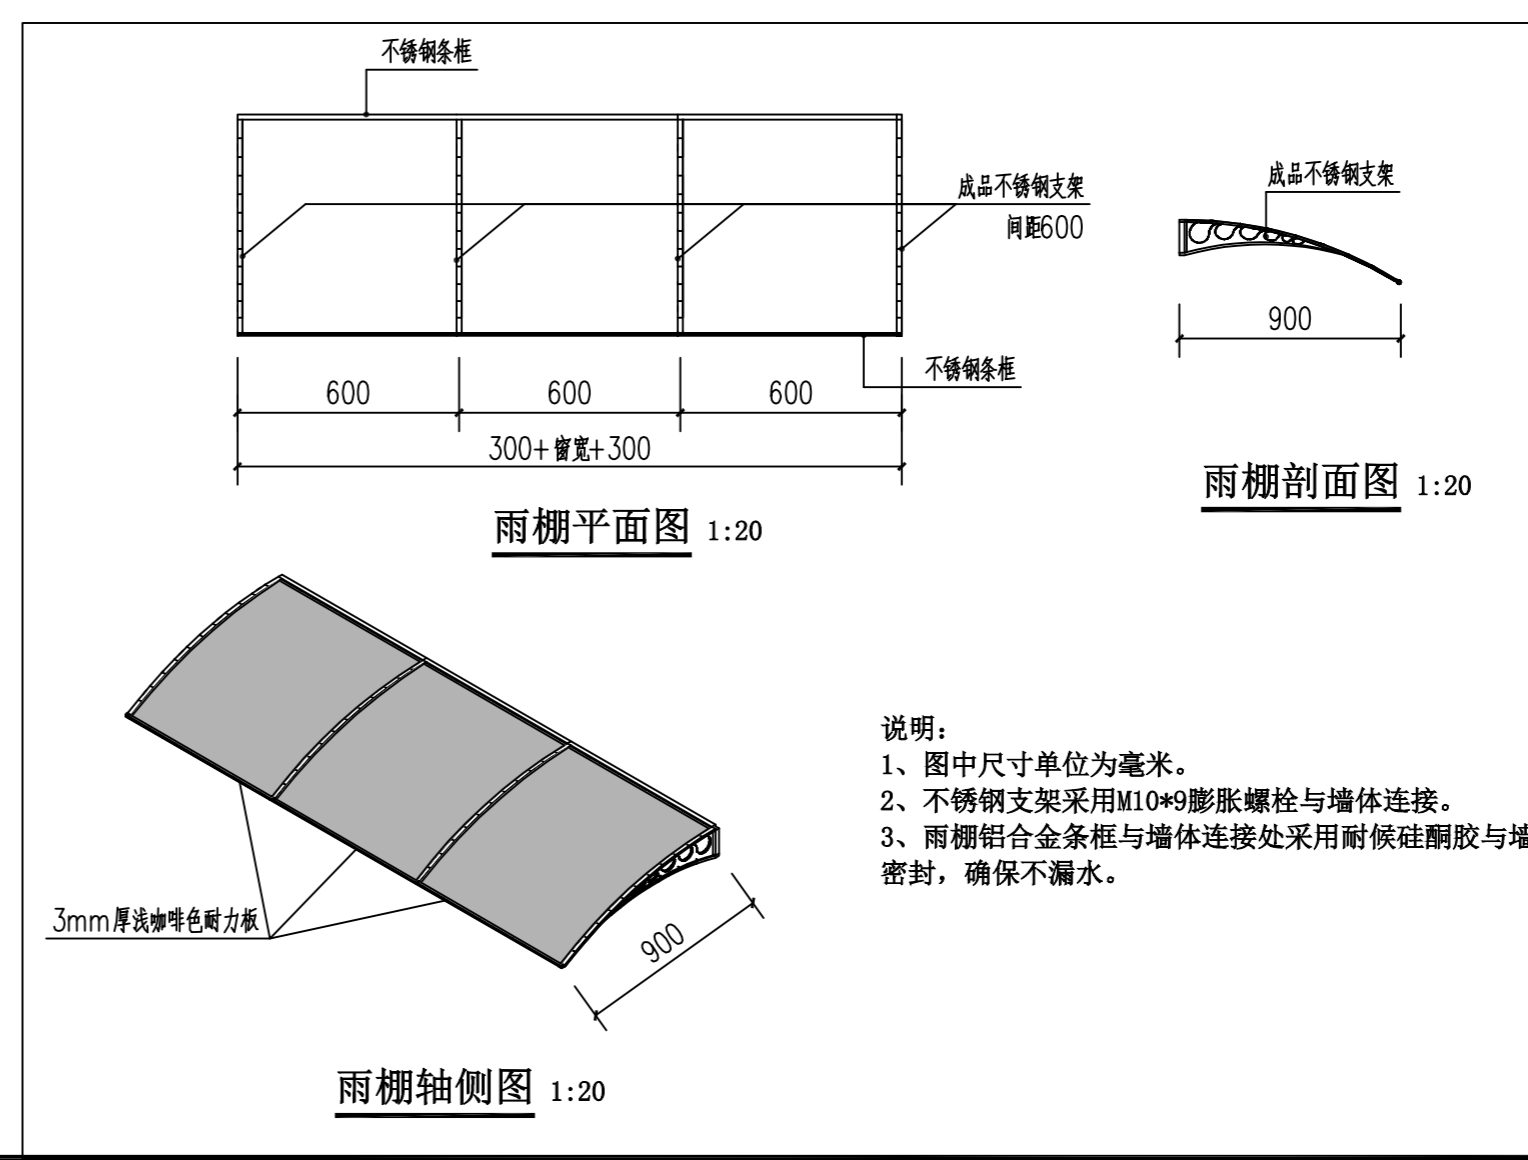 不锈钢条框
成品不锈钢支架
间距600
成品不锈钢支架
900
不锈钢条框
600
600
600
300+窗宽+300
雨棚平面图 1:20
雨棚剖面图 1:20
说明:
1、图中尺寸单位为毫米。
2、不锈钢支架采用M10*9膨胀螺栓与墙体连接。
3、雨棚铝合金条框与墙体连接处采用耐候硅酮胶与墙
密封，确保不漏水。
3mm厚浅咖啡色耐力板
900
雨棚轴侧图 1:20